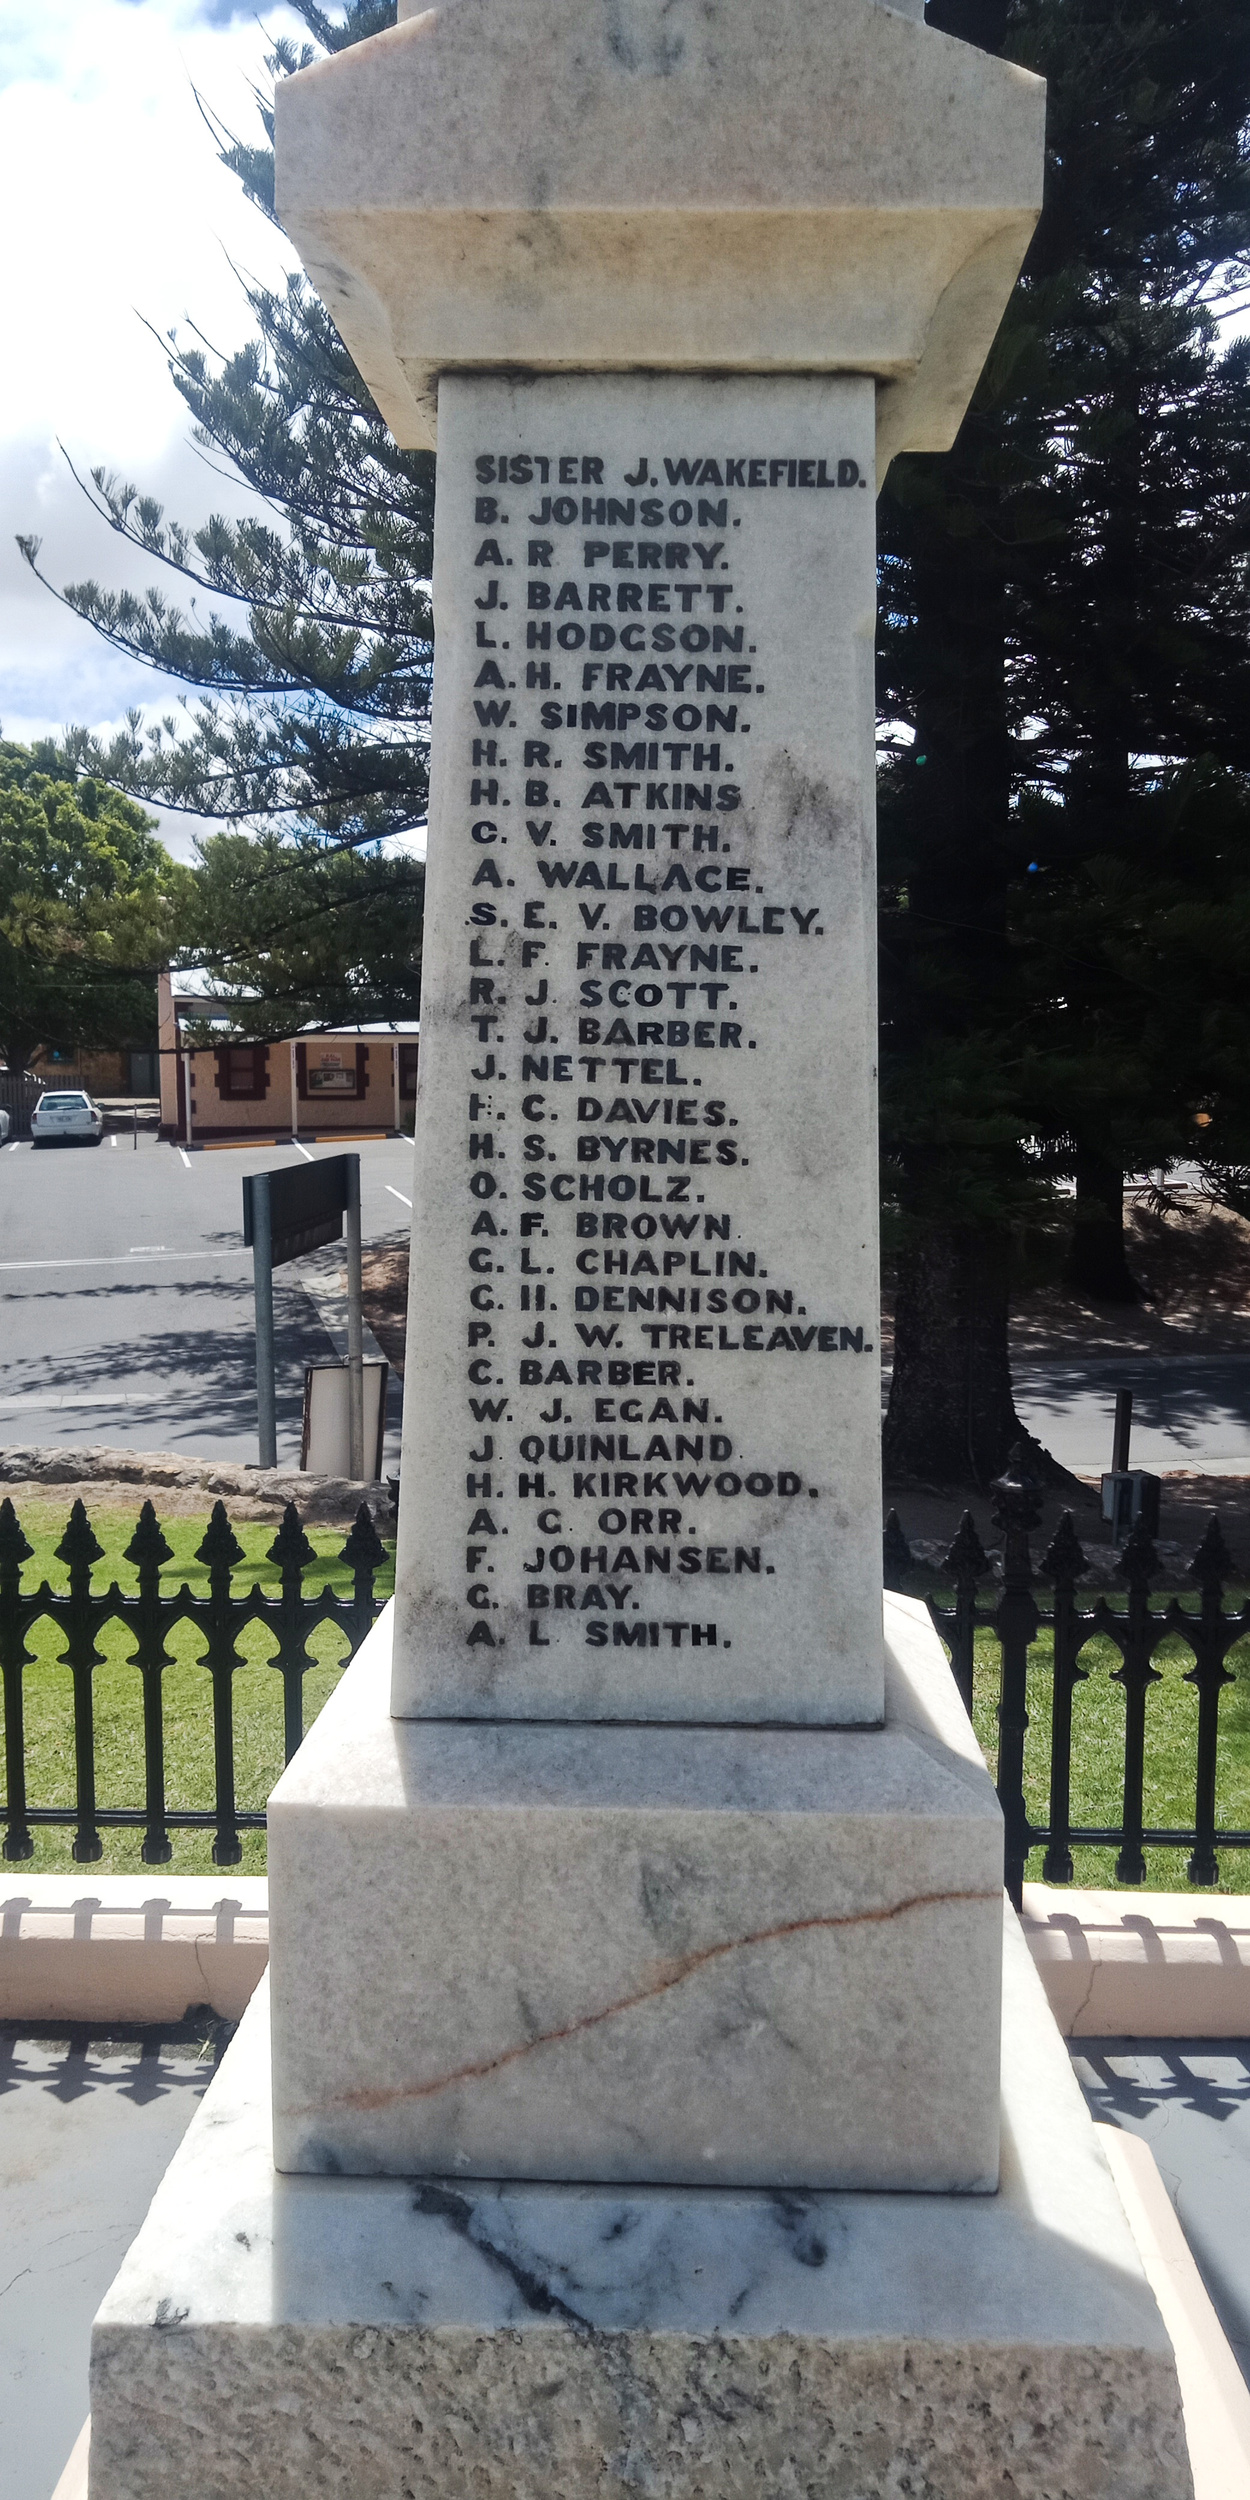 SISTER J. WAKEFIELD.
B. JOHNSON.
A. R. PERRY.
J. BARRETT.
L. HODGSON.
A. H. FRAYNE.
W. SIMPSON.
H. R. SMITH.
H. B. ATKINS
C. V. SMITH.
A. WALLACE.
S. E. V. BOWLEY.
L. F. FRAYNE.
R. J. SCOTT.
T. J. BARBER.
J. NETTEL.
C. DAVIES.
H. S. BYRNES.
O. SCHOLZ.
A. F. BROWN.
G. L. CHAPLIN.
G. H. DENNISON.
P. J. W. TRELEAVEN.
C. BARBER.
W. J. EGAN.
J. QUINLAND.
H. H. KIRKWOOD.
A. G. ORR.
F. JOHANSEN.
G. BRAY.
A. L. SMITH.